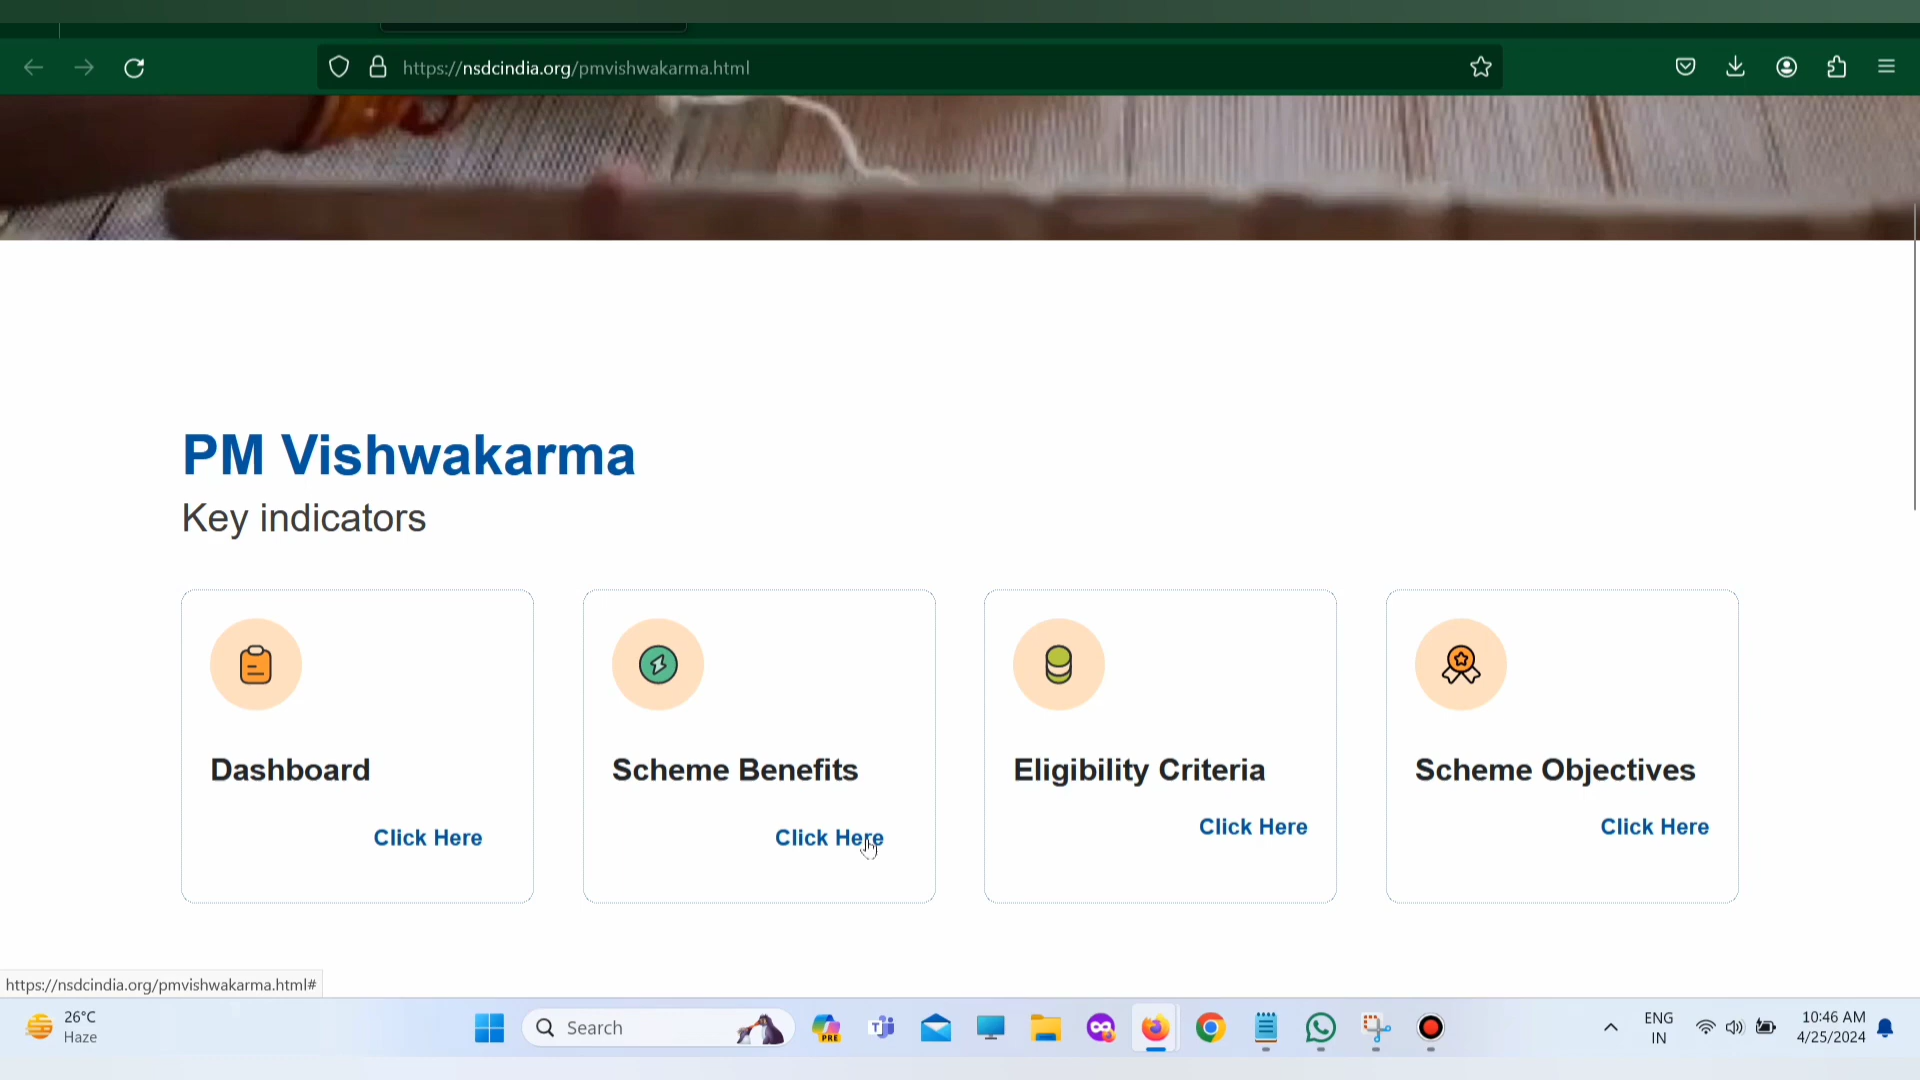 https://nsdcindia.org/pmvishwakarma.html
PM Vishwakarma
Key indicators
Dashboard
Click Here
Scheme Benefits
Click Here
Eligibility Criteria
Click Here
Scheme Objectives
Click Here
https://nsdcindia.org/pmvishwakarma.html#
26°C
Haze
Search
PRE
ENG
IN
10:46 AM
4/25/2024